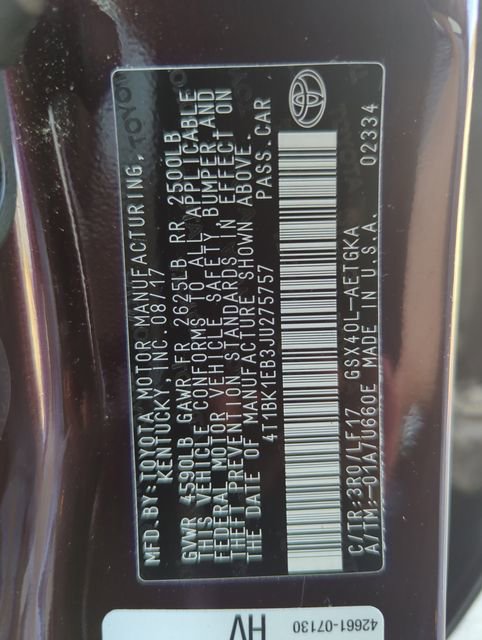 MFD.BY:TOYOTA MOTOR MANUFACTURING,
KENTUCKY, INC. 08/17
GVWR 4590LB GAWR FR 2625LB RR 2500LB
THIS VEHICLE CONFORMS TO ALL APPLICABLE
FEDERAL MOTOR VEHICLE SAFETY, BUMPER AND
THEFT PREVENTION STANDARDS IN EFFECT ON
THE DATE OF MANUFACTURE SHOWN ABOVE.
4T1BK1EB3JU275757 PASS.CAR
C/TR:3R0/LF17 GSX40L-AETGKA
A/TM:-01A/U660E MADE IN U.S.A. 02334
42661-07130
HV